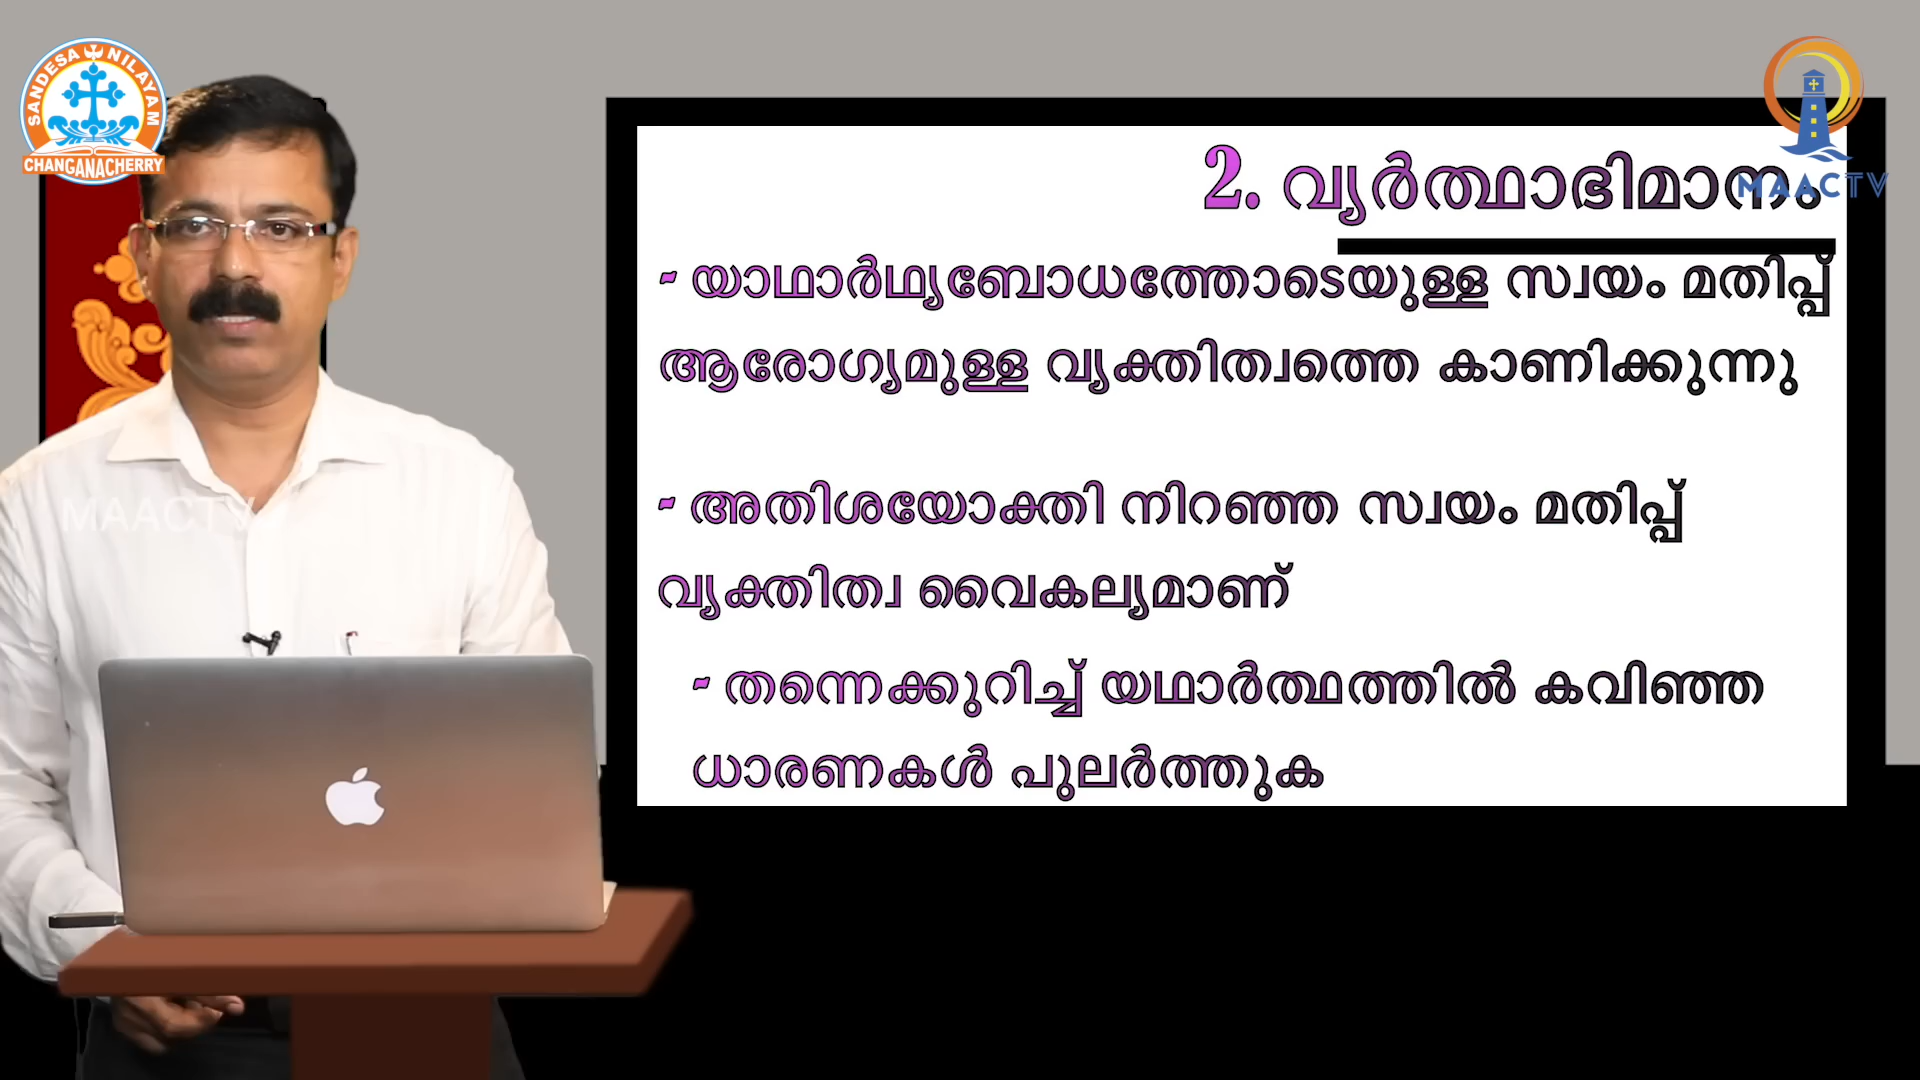 SANDESA NILAYAM
CHANGANACHERRY
MAACTV
2. വ്യർത്ഥാഭിമാനം
- യാഥാർഥ്യബോധത്തോടെയുള്ള സ്വയം മതിപ്പ്
ആരോഗ്യമുള്ള വ്യക്തിത്വത്തെ കാണിക്കുന്നു
- അതിശയോക്തി നിറഞ്ഞ സ്വയം മതിപ്പ്
വ്യക്തിത്വ വൈകല്യമാണ്
- തന്നെക്കുറിച്ച് യഥാർത്ഥത്തിൽ കവിഞ്ഞ
ധാരണകൾ പുലർത്തുക
MAACTV